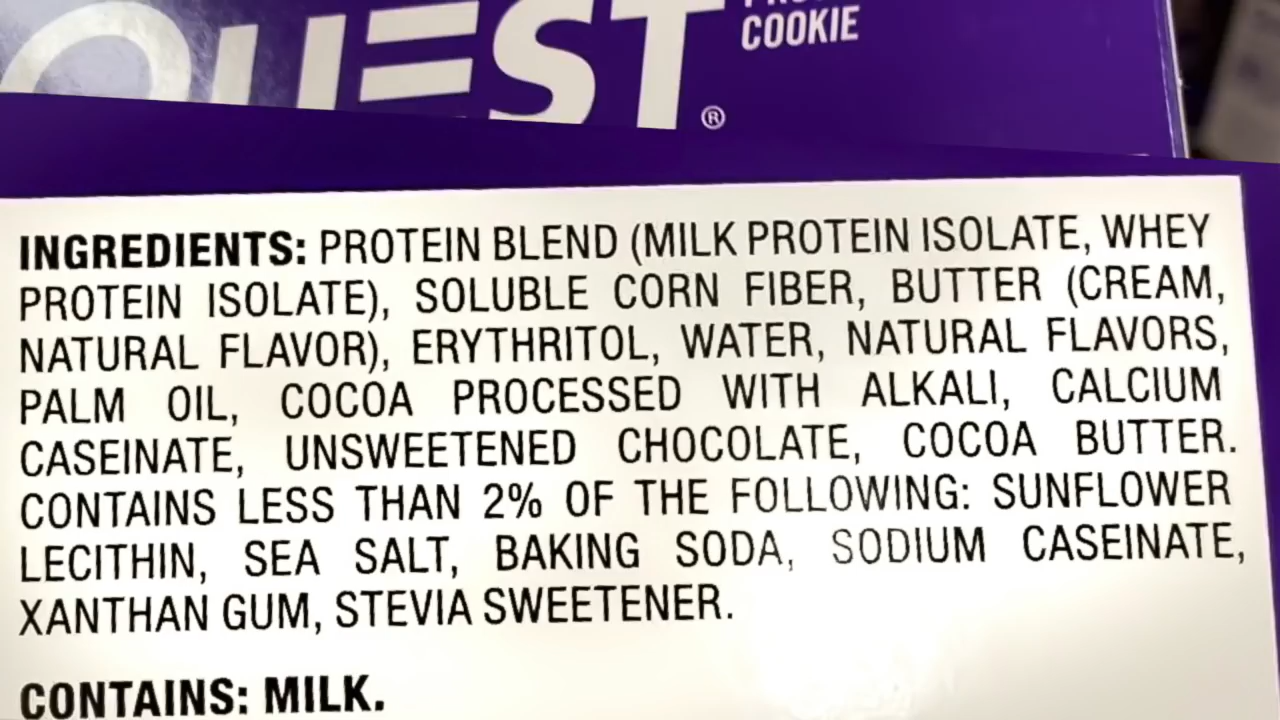 QUEST
COOKIE
®
INGREDIENTS: PROTEIN BLEND (MILK PROTEIN ISOLATE, WHEY
PROTEIN ISOLATE), SOLUBLE CORN FIBER, BUTTER (CREAM,
NATURAL FLAVOR), ERYTHRITOL, WATER, NATURAL FLAVORS,
PALM OIL, COCOA PROCESSED WITH ALKALI, CALCIUM
CASEINATE, UNSWEETENED CHOCOLATE, COCOA BUTTER.
CONTAINS LESS THAN 2% OF THE FOLLOWING: SUNFLOWER
LECITHIN, SEA SALT, BAKING SODA, SODIUM CASEINATE,
XANTHAN GUM, STEVIA SWEETENER.
CONTAINS: MILK.